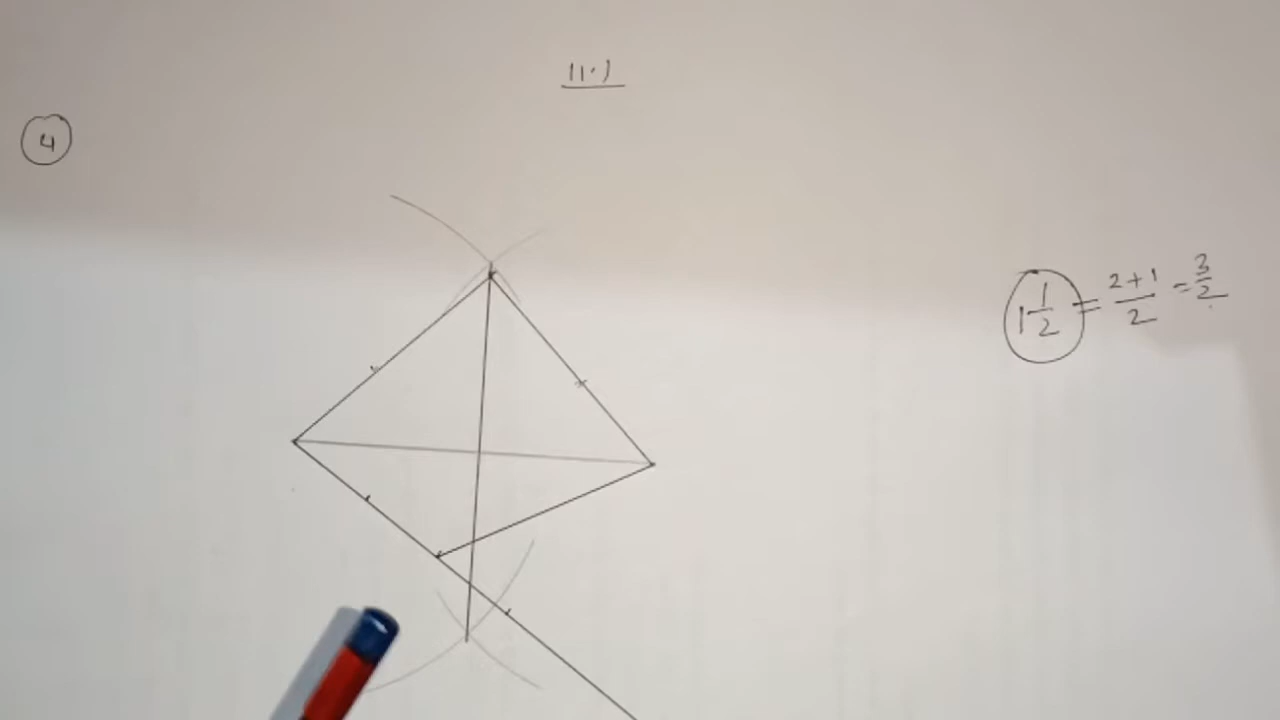 11.1
4
1 1/2 = 2+1/2 = 3/2